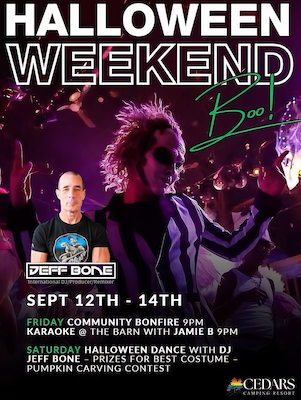 HALLOWEEN
WEEKEND
Boo!
JEFF BONE
International DJ/Producer/Remixer
SEPT 12TH - 14TH
FRIDAY COMMUNITY BONFIRE 9PM
KARAOKE @ THE BARN WITH JAMIE B 9PM
SATURDAY HALLOWEEN DANCE WITH DJ
JEFF BONE – PRIZES FOR BEST COSTUME –
PUMPKIN CARVING CONTEST
CEDARS
CAMPING RESORT